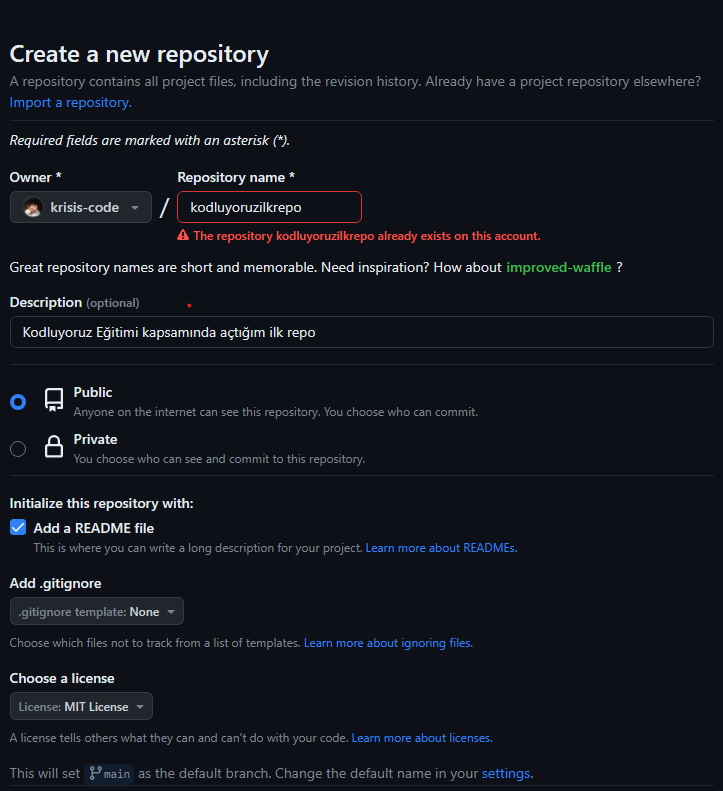 Create a new repository
A repository contains all project files, including the revision history. Already have a project repository elsewhere?
Import a repository.
Required fields are marked with an asterisk (*).
Owner *
Repository name *
krisis-code
/
kodluyoruzilkrepo
The repository kodluyoruzilkrepo already exists on this account.
Great repository names are short and memorable. Need inspiration? How about improved-waffle ?
Description (optional)
Kodluyoruz Eğitimi kapsamında açtığım ilk repo
Public
Anyone on the internet can see this repository. You choose who can commit.
Private
You choose who can see and commit to this repository.
Initialize this repository with:
Add a README file
This is where you can write a long description for your project. Learn more about READMEs.
Add .gitignore
.gitignore template: None
Choose which files not to track from a list of templates. Learn more about ignoring files.
Choose a license
License: MIT License
A license tells others what they can and can't do with your code. Learn more about licenses.
This will set main as the default branch. Change the default name in your settings.